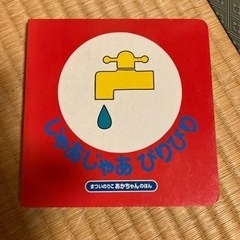 じゃあじゃあ びりびり
まついのりこ あかちゃんのほん